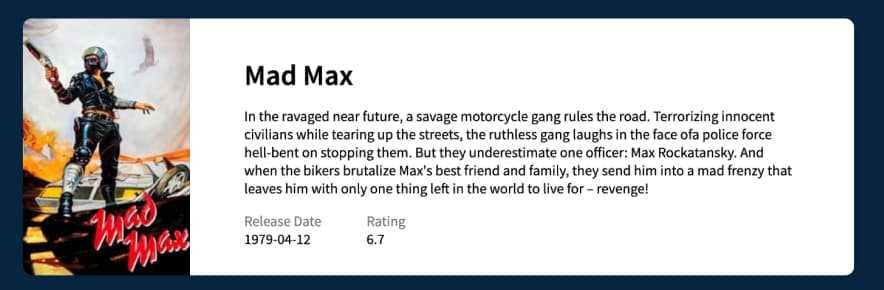 Mad Max
In the ravaged near future, a savage motorcycle gang rules the road. Terrorizing innocent
civilians while tearing up the streets, the ruthless gang laughs in the face ofa police force
hell-bent on stopping them. But they underestimate one officer: Max Rockatansky. And
when the bikers brutalize Max's best friend and family, they send him into a mad frenzy that
leaves him with only one thing left in the world to live for – revenge!
Release Date
Rating
1979-04-12
6.7
Mad
Max